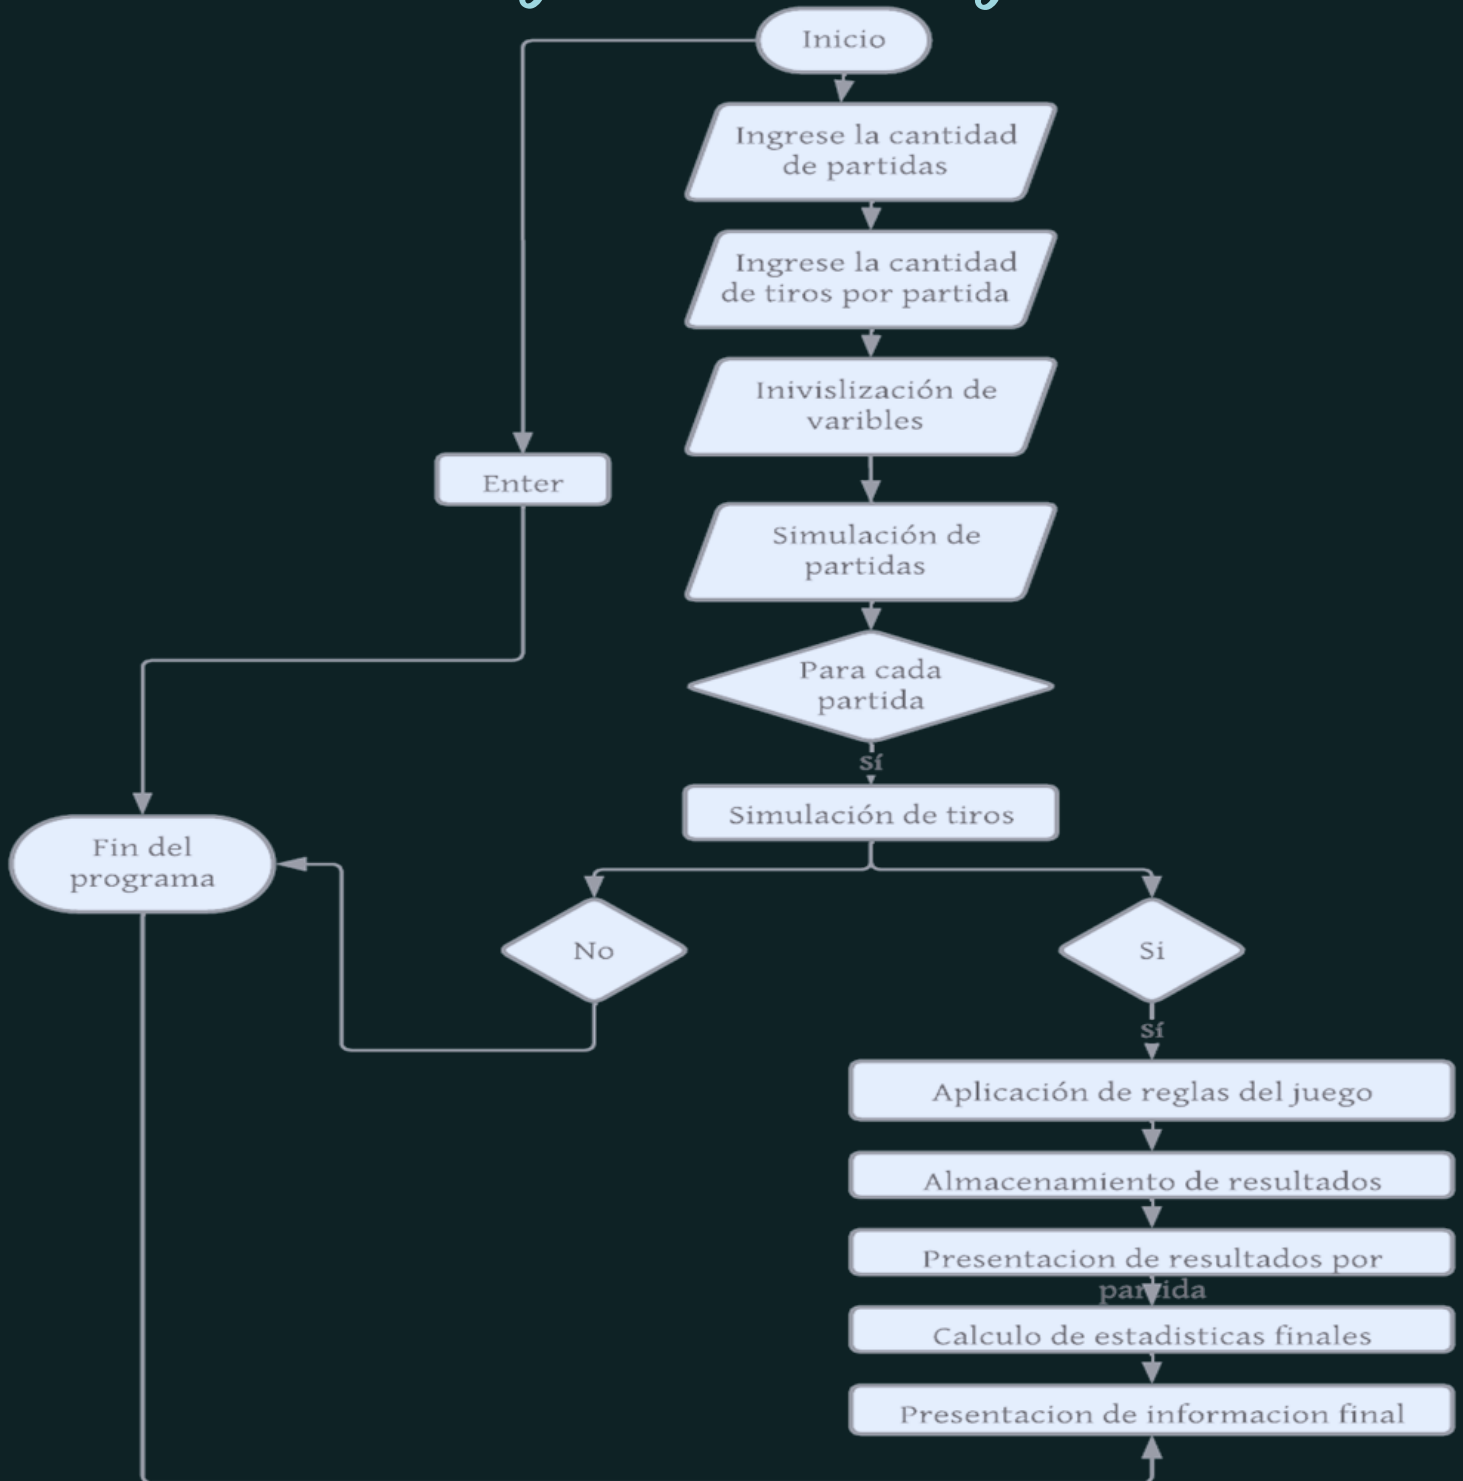 Inicio
Ingrese la cantidad
de partidas
Ingrese la cantidad
de tiros por partida
Inivislización de
varibles
Enter
Simulación de
partidas
Para cada
partida
Sí
Simulación de tiros
Fin del
programa
No
Si
Sí
Aplicación de reglas del juego
Almacenamiento de resultados
Presentacion de resultados por
partida
Calculo de estadisticas finales
Presentacion de informacion final